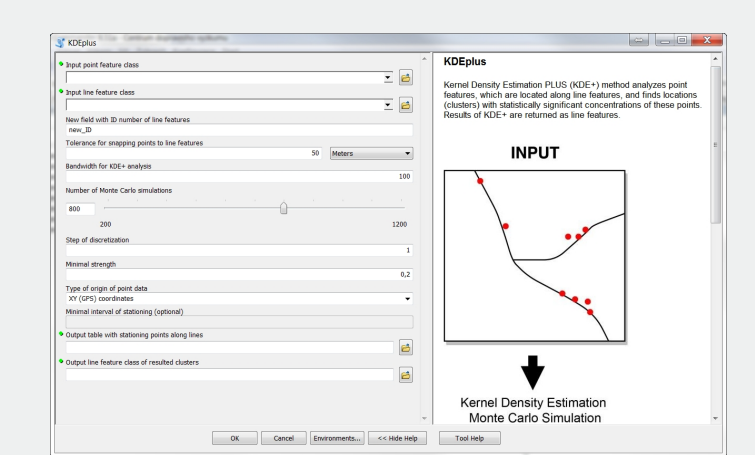 KDEplus
Input point feature class
Input line feature class
New field with ID number of line features
new_ID
Tolerance for snapping points to line features
50 Meters
Bandwidth for KDE+ analysis
100
Number of Monte Carlo simulations
800
200 1200
Step of discretization
1
Minimal strength
0,2
Type of origin of point data
XY (GPS) coordinates
Minimal interval of stationing (optional)
Output table with stationing points along lines
Output line feature class of resulted clusters
OK Cancel Environments... << Hide Help Tool Help
KDEplus
Kernel Density Estimation PLUS (KDE+) method analyzes point
features, which are located along line features, and finds locations
(clusters) with statistically significant concentrations of these points.
Results of KDE+ are returned as line features.
INPUT
Kernel Density Estimation
Monte Carlo Simulation